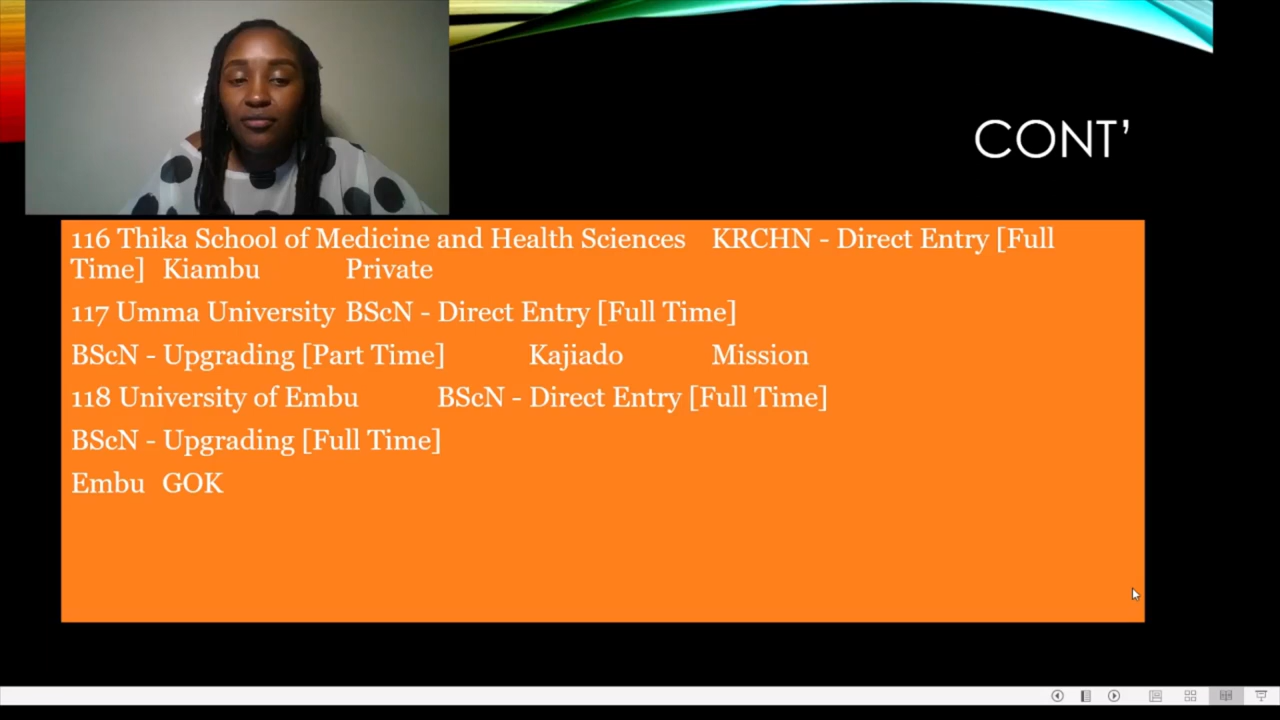 CONT’
116 Thika School of Medicine and Health Sciences KRCHN - Direct Entry [Full
Time] Kiambu Private
117 Umma University BScN - Direct Entry [Full Time]
BScN - Upgrading [Part Time] Kajiado Mission
118 University of Embu BScN - Direct Entry [Full Time]
BScN - Upgrading [Full Time]
Embu GOK